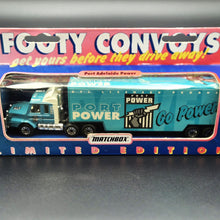 FOOTY CONVOYS
get yours before they drive away!
Port Adelaide Power
PORT
POWER
PORT
POWER
Go Power
MATCHBOX
LIMITED EDITION